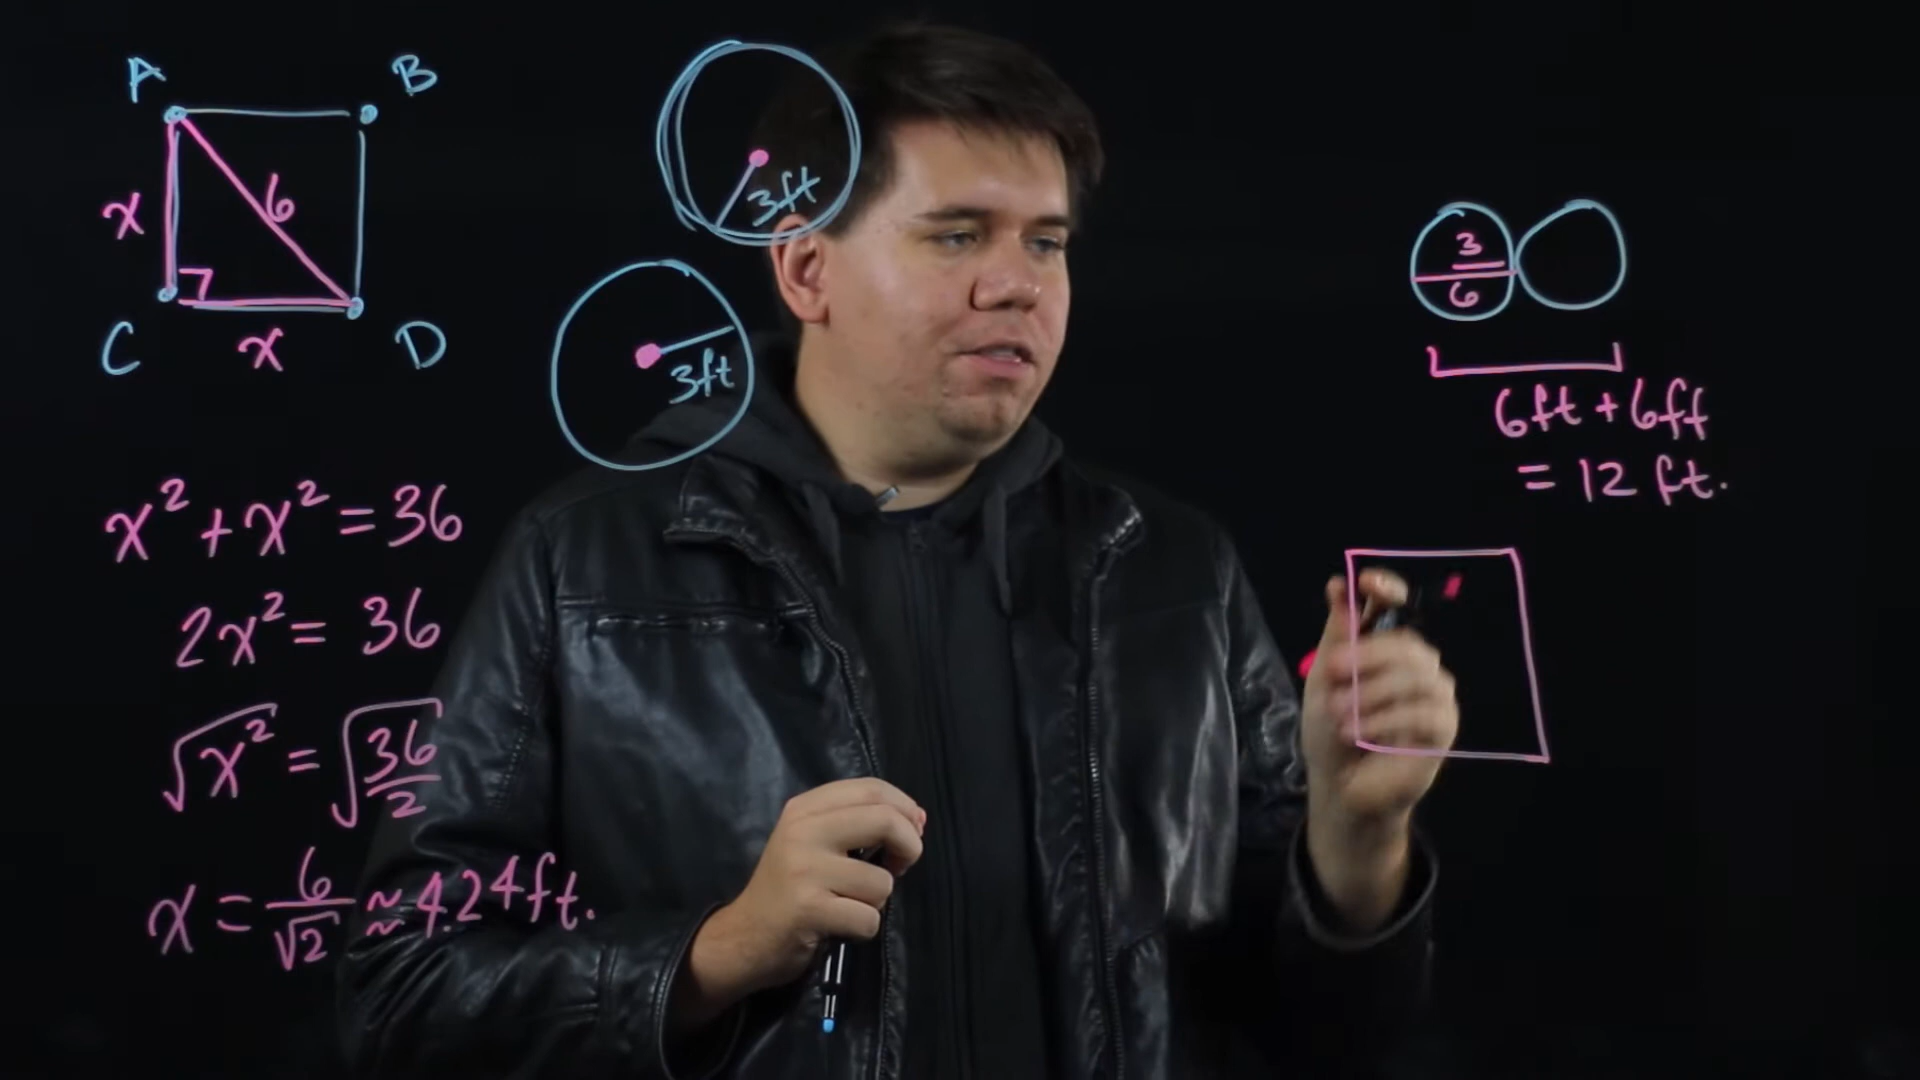 A B
x 6
C x D
x² + x² = 36
2x² = 36
√x² = √36/2
x = 6/√2 ≈ 4.24 ft.
3ft
3ft
3
6
6ft + 6ft
= 12 ft.